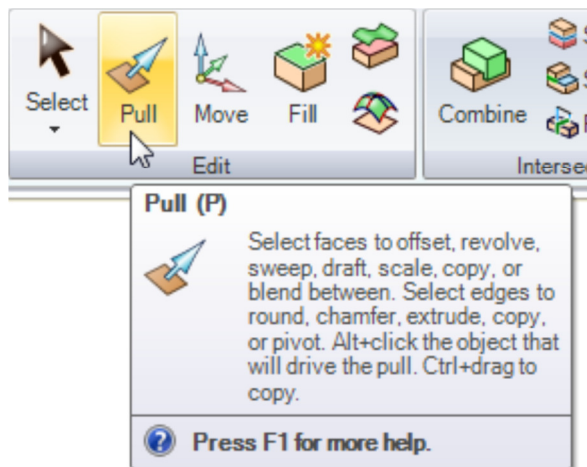 Select
Pull
Move
Fill
Combine
Edit
Pull (P)
Select faces to offset, revolve,
sweep, draft, scale, copy, or
blend between. Select edges to
round, chamfer, extrude, copy,
or pivot. Alt+click the object that
will drive the pull. Ctrl+drag to
copy.
Press F1 for more help.